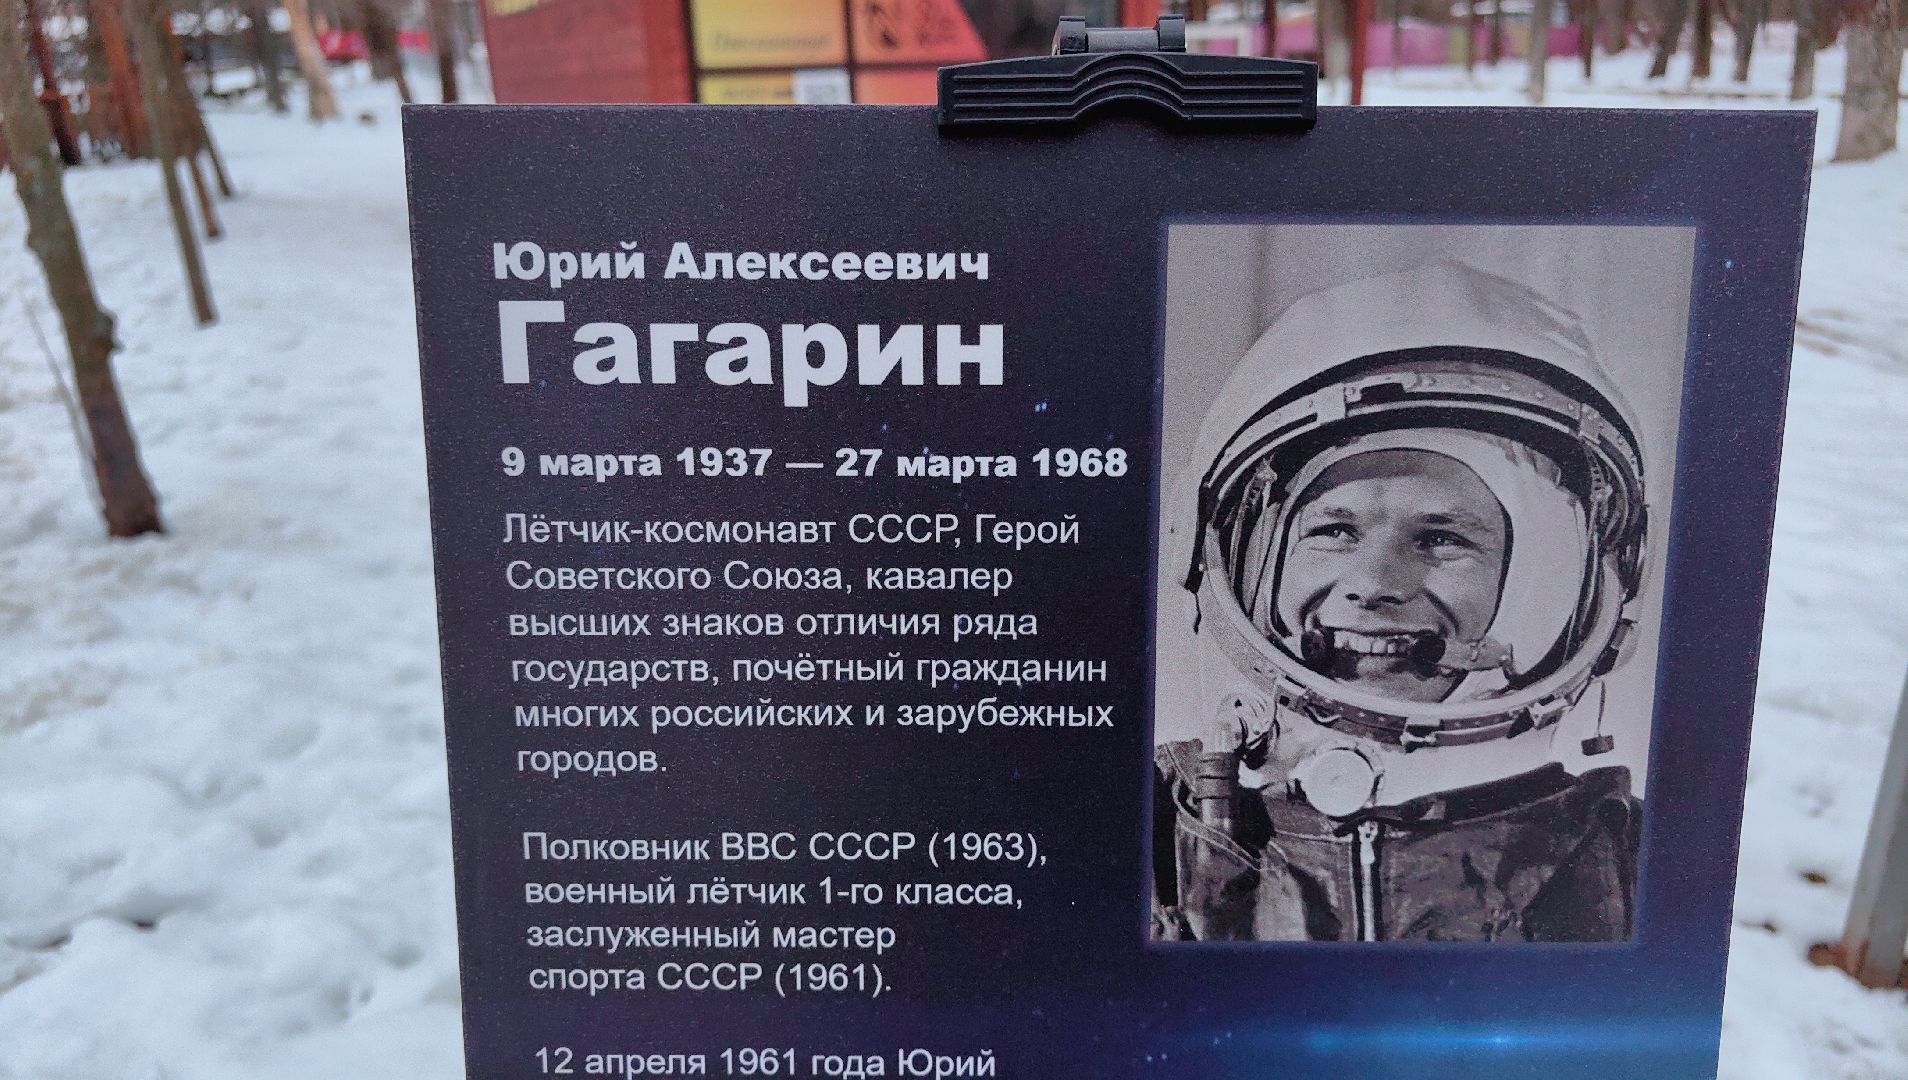 Юрий Алексеевич
Гагарин
9 марта 1937 — 27 марта 1968
Лётчик-космонавт СССР, Герой
Советского Союза, кавалер
высших знаков отличия ряда
государств, почётный гражданин
многих российских и зарубежных
городов.
Полковник ВВС СССР (1963),
военный лётчик 1-го класса,
заслуженный мастер
спорта СССР (1961).
12 апреля 1961 года Юрий